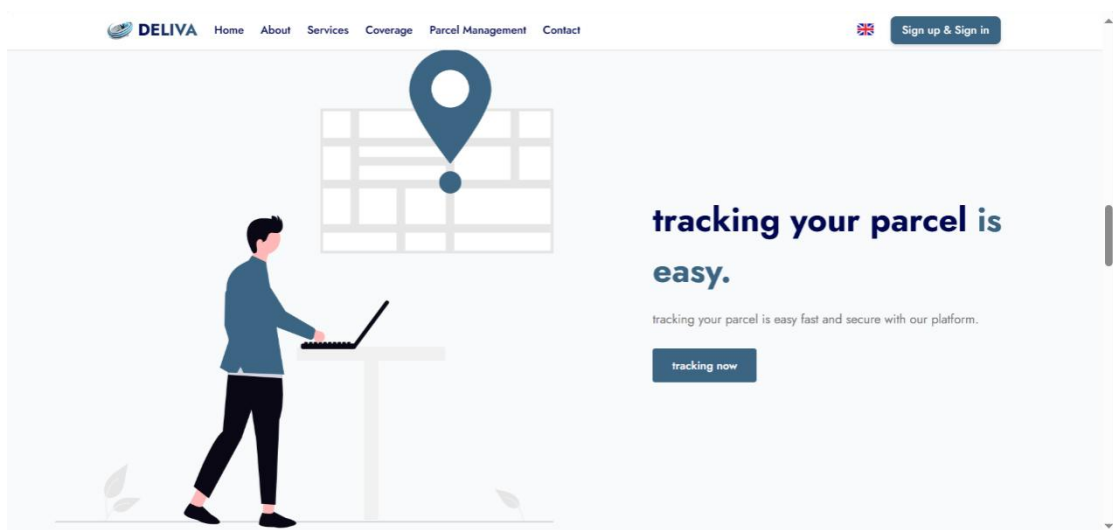 DELIVA Home About Services Coverage Parcel Management Contact Sign up & Sign in
tracking your parcel is
easy.
tracking your parcel is easy fast and secure with our platform.
tracking now